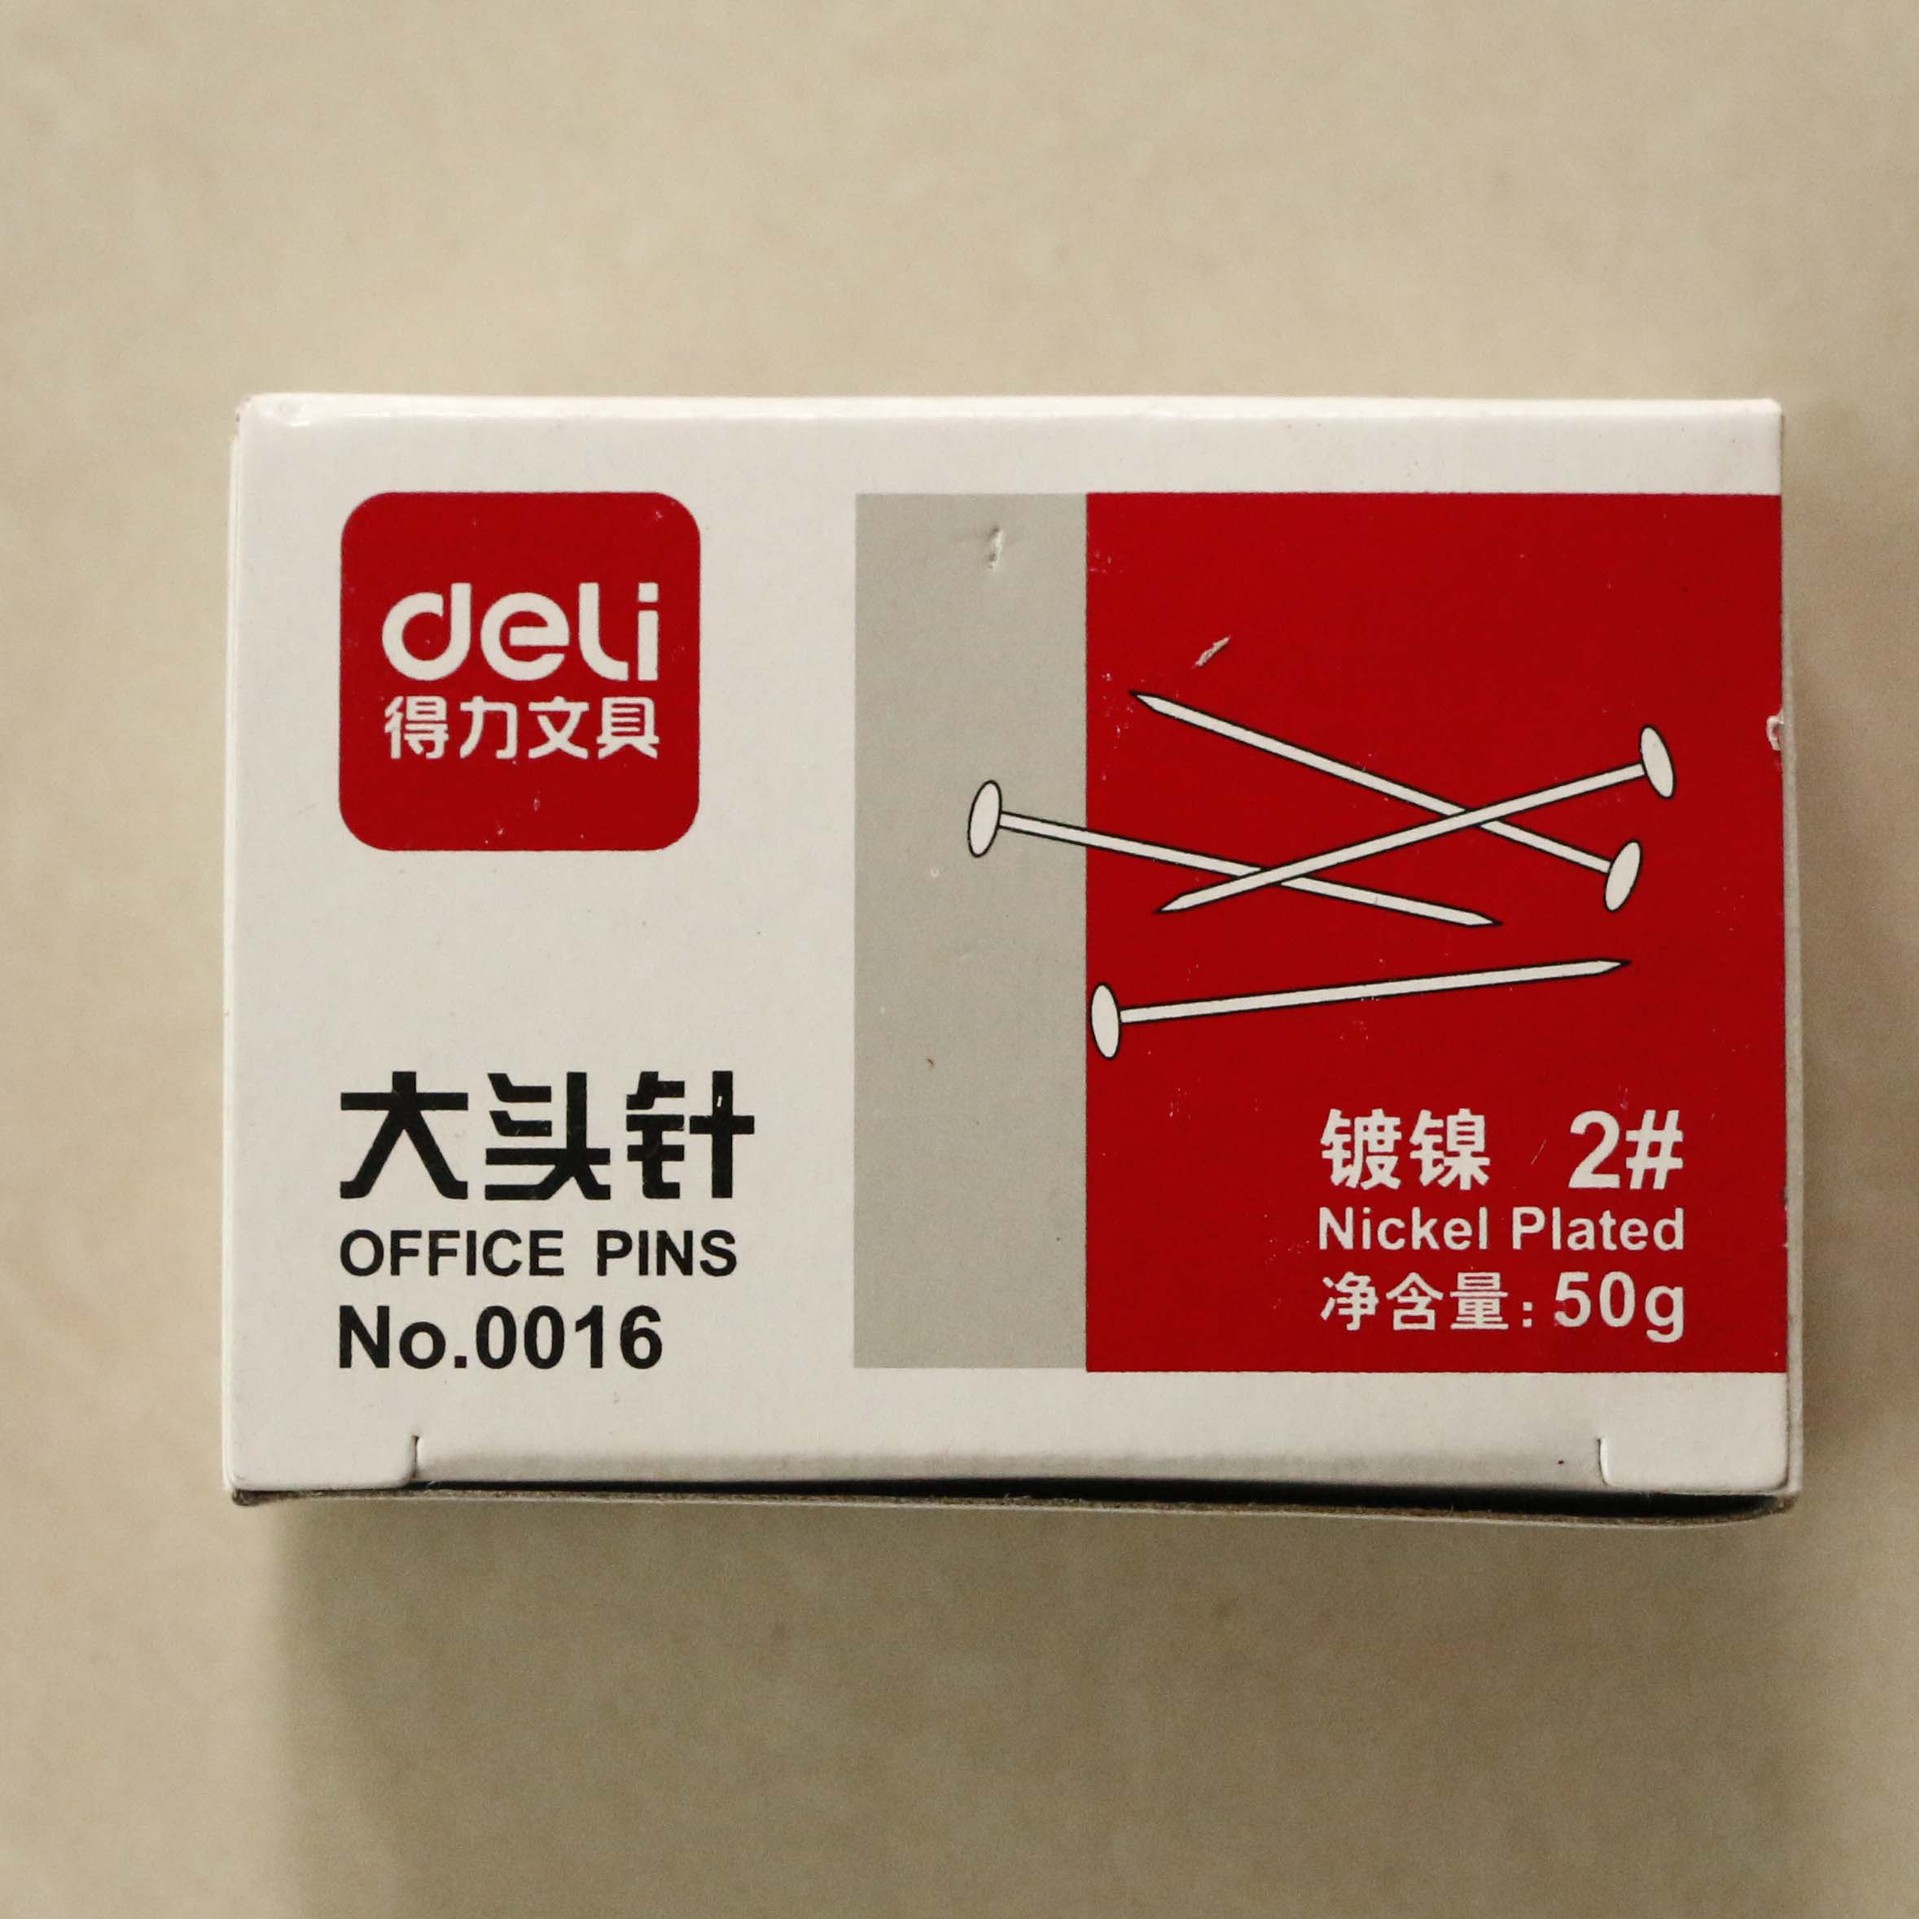 deli
得力文具
大头针
OFFICE PINS
No.0016
镀镍 2#
Nickel Plated
净含量:50g